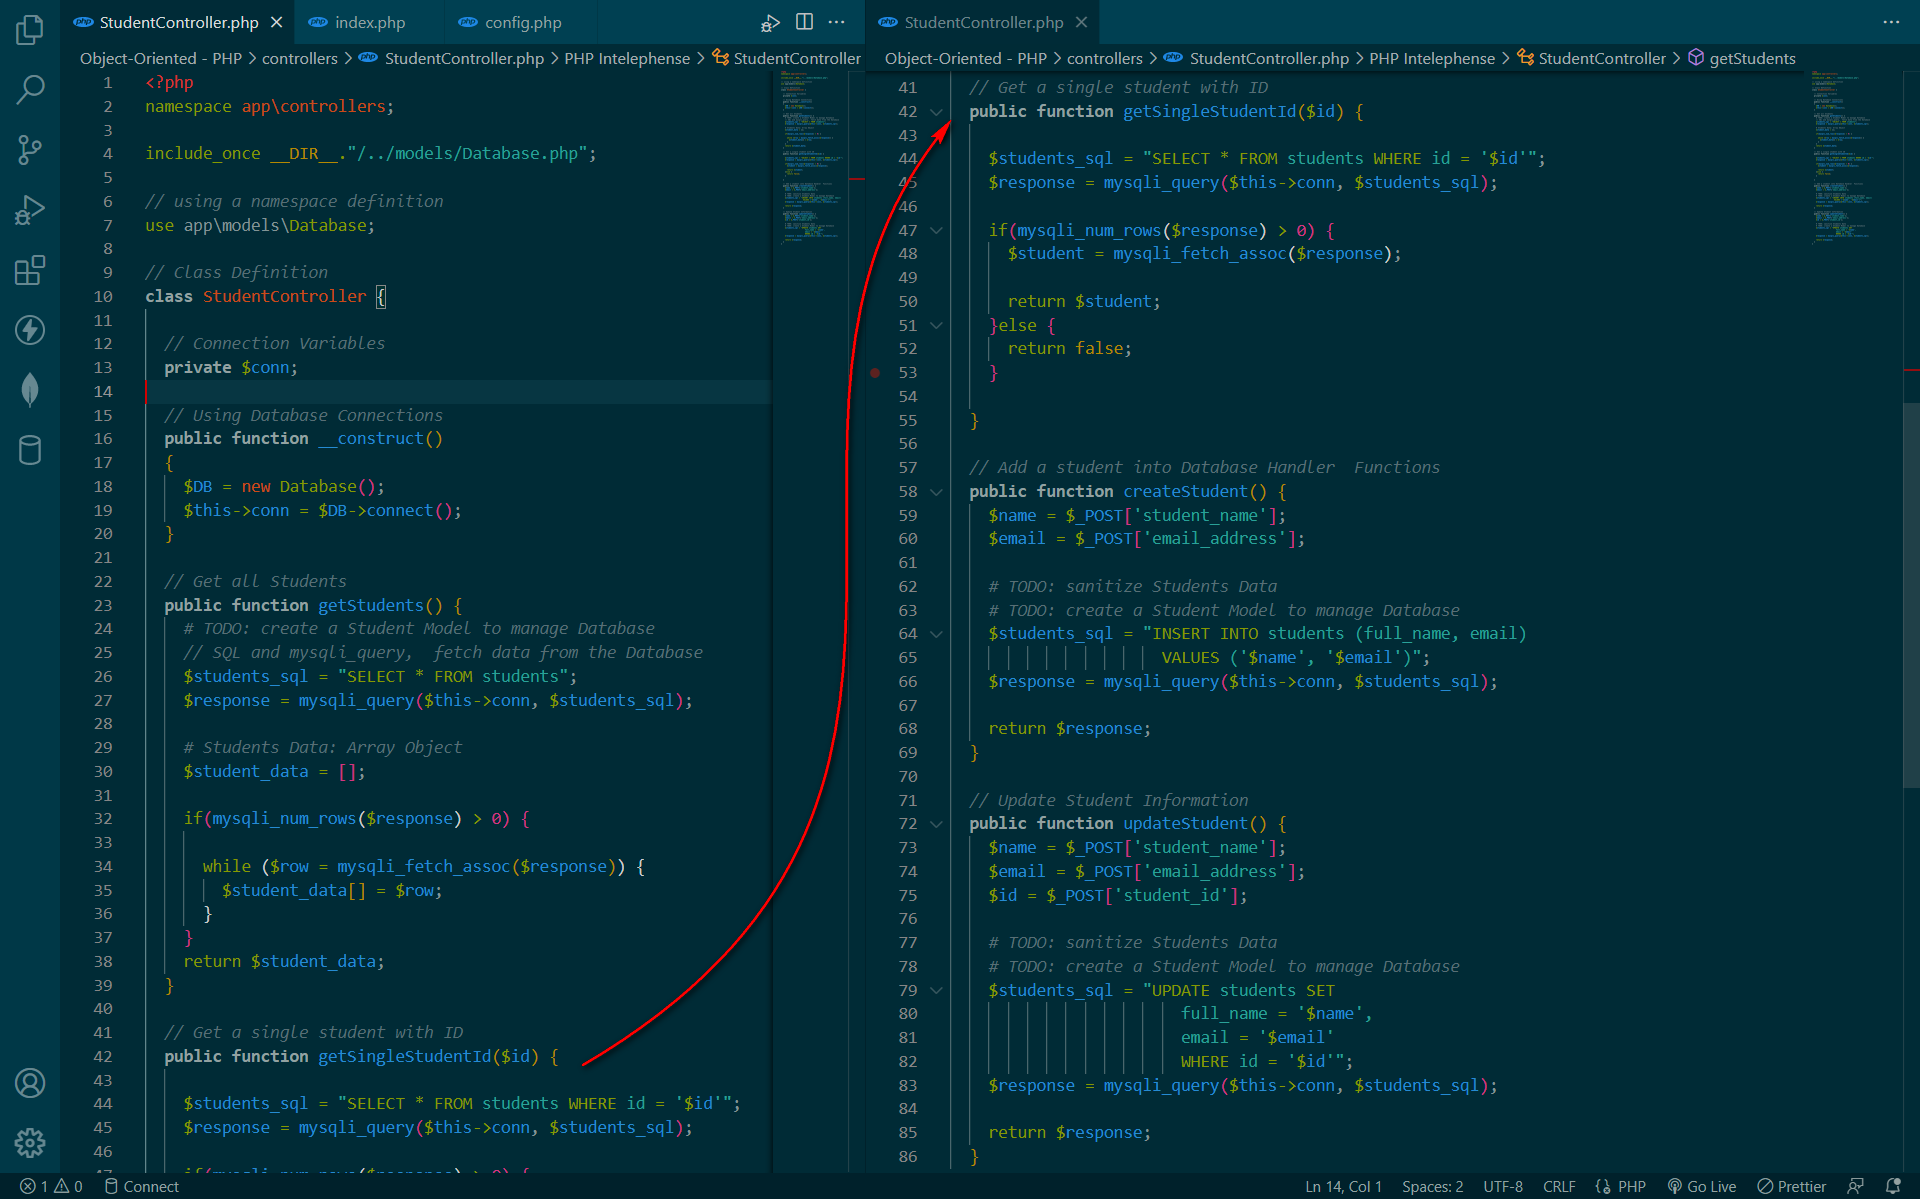 StudentController.php
index.php
config.php
Object-Oriented - PHP > controllers > StudentController.php > PHP Intelephense > StudentController
1 <?php
2 namespace app\controllers;
3
4 include_once __DIR__."/../models/Database.php";
5
6 // using a namespace definition
7 use app\models\Database;
8
9 // Class Definition
10 class StudentController {
11
12 // Connection Variables
13 private $conn;
14
15 // Using Database Connections
16 public function __construct()
17 {
18 $DB = new Database();
19 $this->conn = $DB->connect();
20 }
21
22 // Get all Students
23 public function getStudents() {
24 # TODO: create a Student Model to manage Database
25 // SQL and mysqli_query,  fetch data from the Database
26 $students_sql = "SELECT * FROM students";
27 $response = mysqli_query($this->conn, $students_sql);
28
29 # Students Data: Array Object
30 $student_data = [];
31
32 if(mysqli_num_rows($response) > 0) {
33
34 while ($row = mysqli_fetch_assoc($response)) {
35 $student_data[] = $row;
36 }
37 }
38 return $student_data;
39 }
40
41 // Get a single student with ID
42 public function getSingleStudentId($id) {
43
44 $students_sql = "SELECT * FROM students WHERE id = '$id'";
45 $response = mysqli_query($this->conn, $students_sql);
46
StudentController.php
Object-Oriented - PHP > controllers > StudentController.php > PHP Intelephense > StudentController > getStudents
41 // Get a single student with ID
42 public function getSingleStudentId($id) {
43
44 $students_sql = "SELECT * FROM students WHERE id = '$id'";
45 $response = mysqli_query($this->conn, $students_sql);
46
47 if(mysqli_num_rows($response) > 0) {
48 $student = mysqli_fetch_assoc($response);
49
50 return $student;
51 }else {
52 return false;
53 }
54
55 }
56
57 // Add a student into Database Handler  Functions
58 public function createStudent() {
59 $name = $_POST['student_name'];
60 $email = $_POST['email_address'];
61
62 # TODO: sanitize Students Data
63 # TODO: create a Student Model to manage Database
64 $students_sql = "INSERT INTO students (full_name, email)
65 VALUES ('$name', '$email')";
66 $response = mysqli_query($this->conn, $students_sql);
67
68 return $response;
69 }
70
71 // Update Student Information
72 public function updateStudent() {
73 $name = $_POST['student_name'];
74 $email = $_POST['email_address'];
75 $id = $_POST['student_id'];
76
77 # TODO: sanitize Students Data
78 # TODO: create a Student Model to manage Database
79 $students_sql = "UPDATE students SET
80 full_name = '$name',
81 email = '$email'
82 WHERE id = '$id'";
83 $response = mysqli_query($this->conn, $students_sql);
84
85 return $response;
86 }
1 0 Connect Ln 14, Col 1 Spaces: 2 UTF-8 CRLF PHP Go Live Prettier